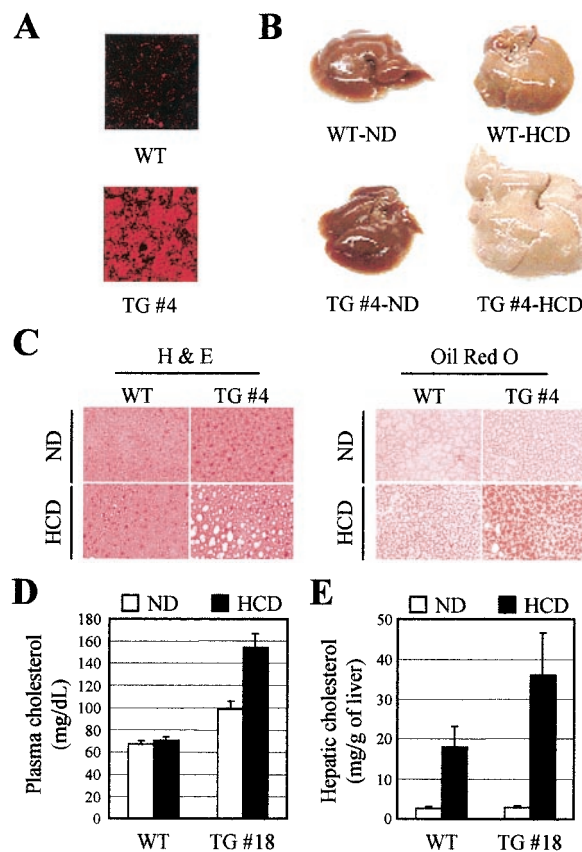 A
B
WT
TG #4
WT-ND
WT-HCD
TG #4-ND
TG #4-HCD
C
H & E
Oil Red O
WT
TG #4
WT
TG #4
ND
HCD
ND
HCD
D
ND
HCD
Plasma cholesterol
(mg/dL)
180
160
140
120
100
80
60
40
20
0
WT
TG #18
E
ND
HCD
Hepatic cholesterol
(mg/g of liver)
50
40
30
20
10
0
WT
TG #18